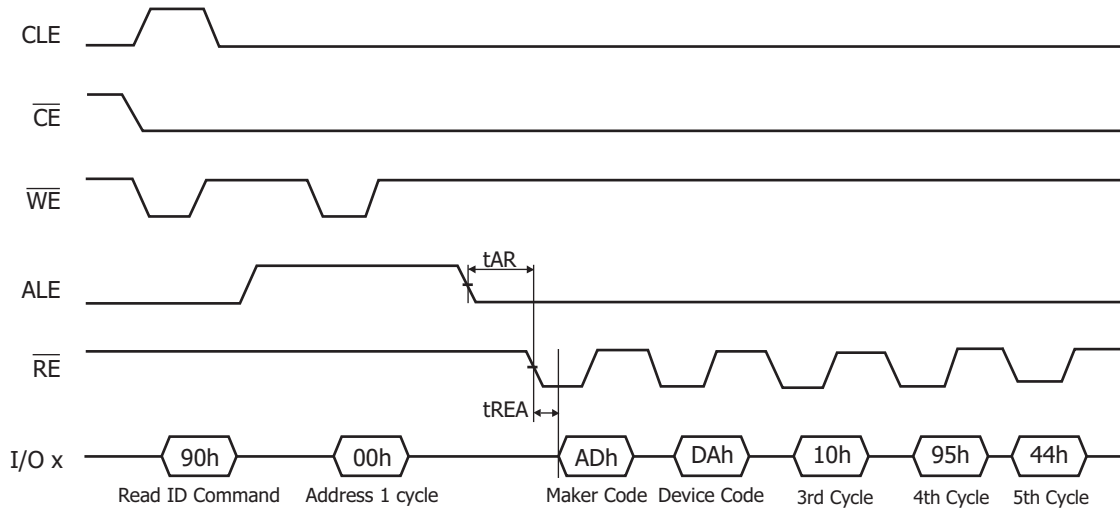 CLE
CE
WE
ALE
tAR
RE
tREA
I/O x
90h 00h ADh DAh 10h 95h 44h
Read ID Command Address 1 cycle Maker Code Device Code 3rd Cycle 4th Cycle 5th Cycle